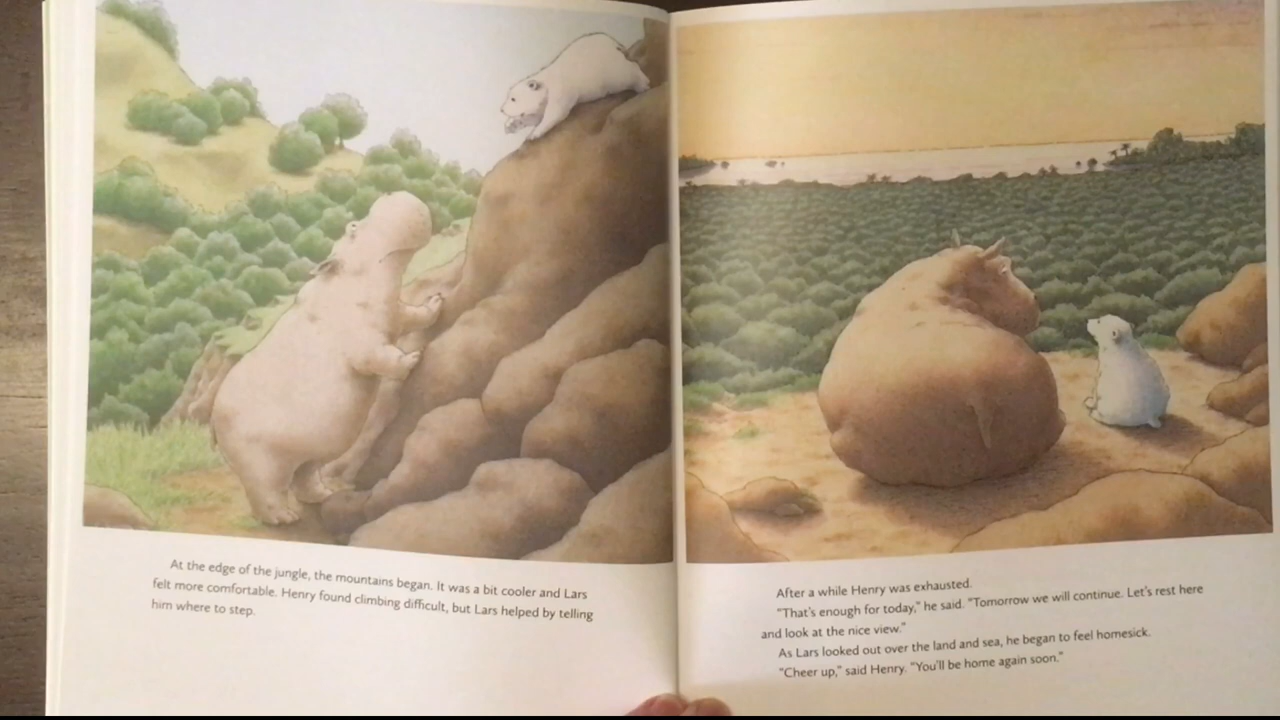 At the edge of the jungle, the mountains began. It was a bit cooler and Lars
felt more comfortable. Henry found climbing difficult, but Lars helped by telling
him where to step.
After a while Henry was exhausted.
"That's enough for today," he said. "Tomorrow we will continue. Let's rest here
and look at the nice view."
As Lars looked out over the land and sea, he began to feel homesick.
"Cheer up," said Henry. "You'll be home again soon."